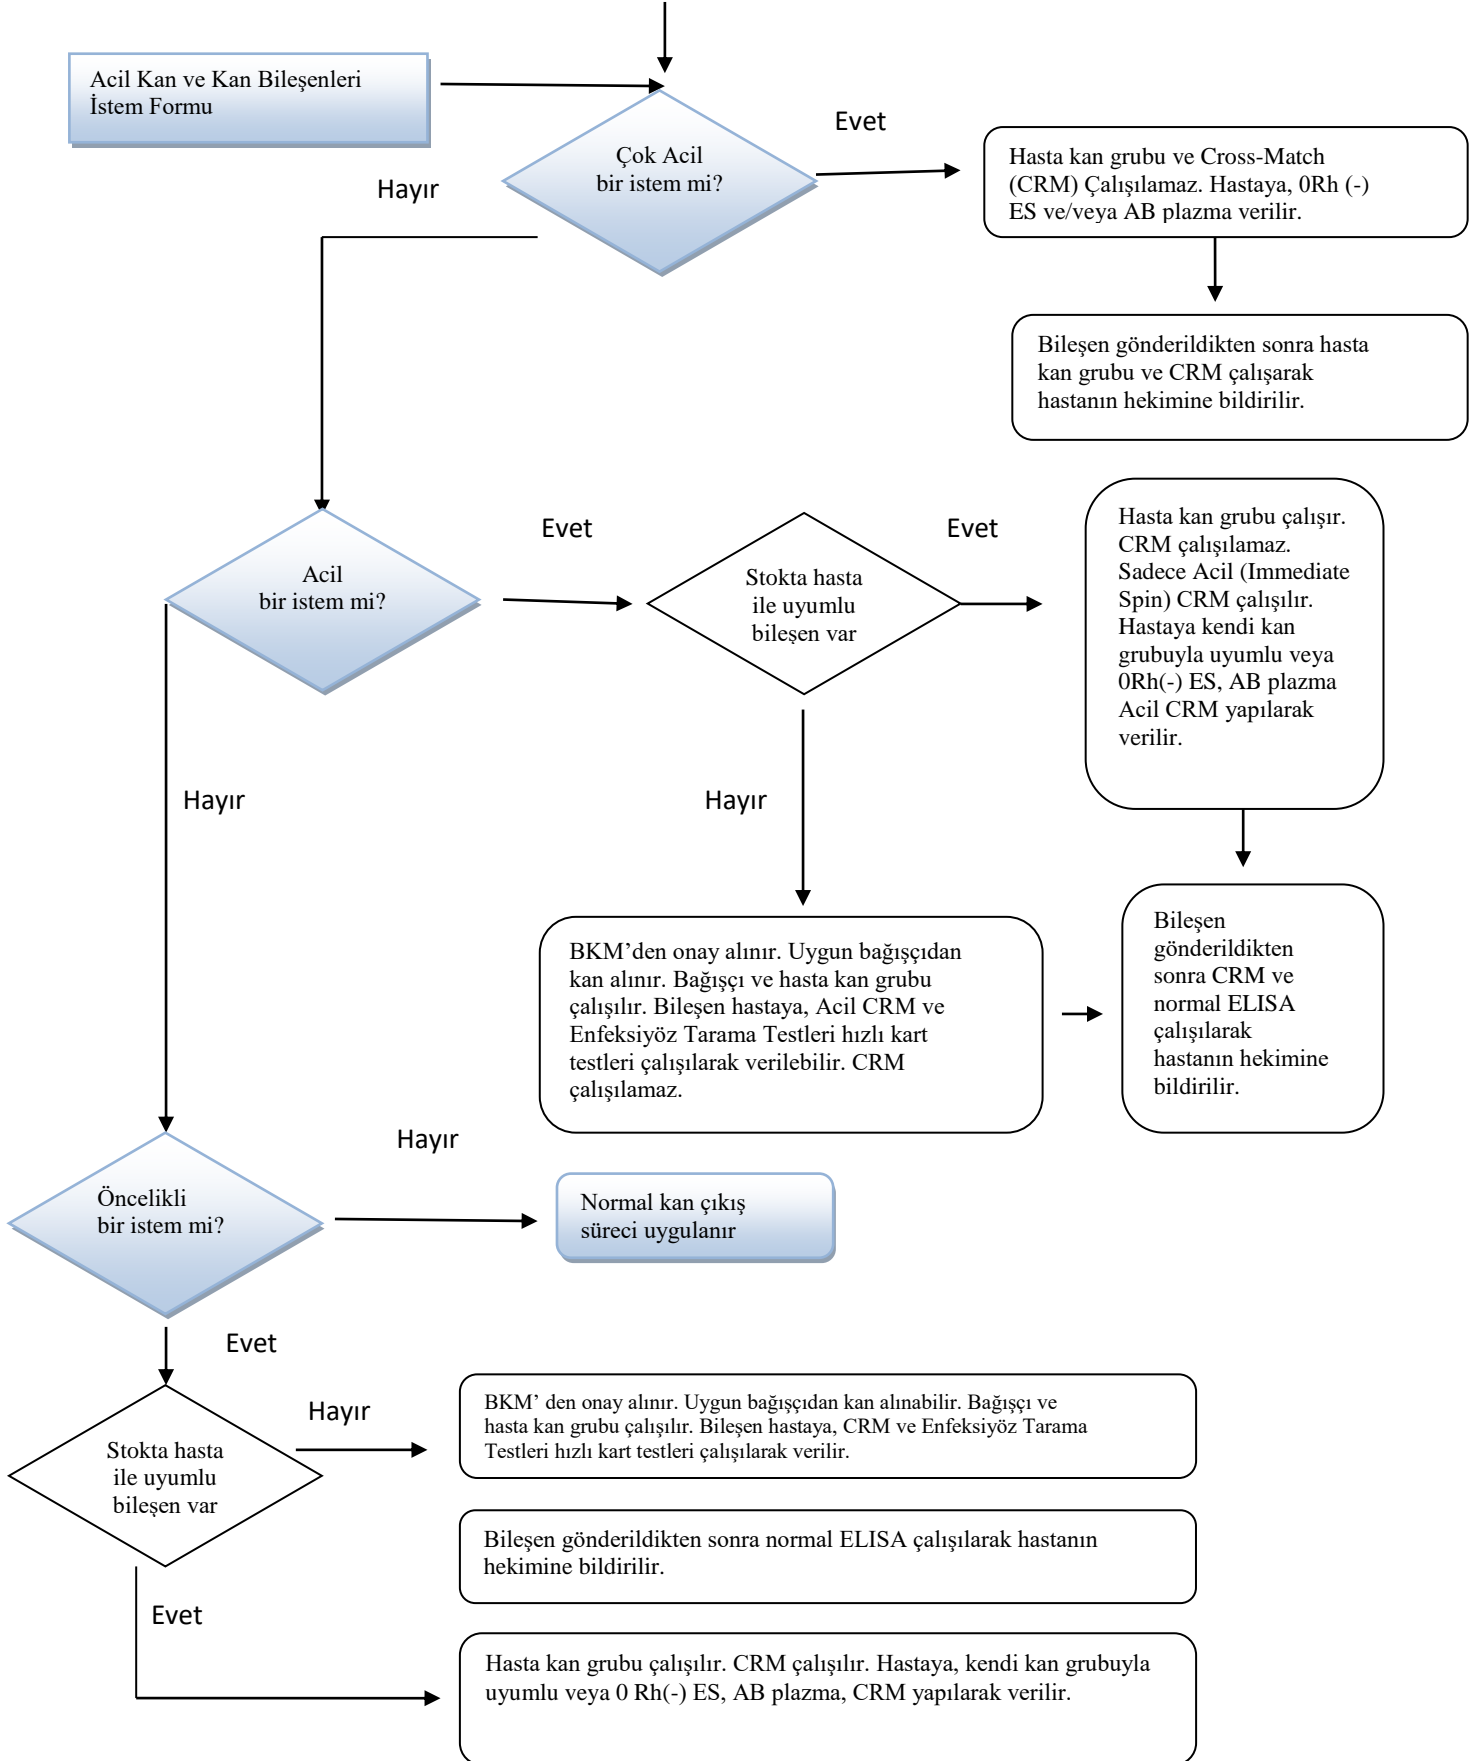 Acil Kan ve Kan Bileşenleri
İstem Formu
Evet
Çok Acil
bir istem mi?
Hayır
Hasta kan grubu ve Cross-Match
(CRM) Çalışılamaz. Hastaya, 0Rh (-)
ES ve/veya AB plazma verilir.
Bileşen gönderildikten sonra hasta
kan grubu ve CRM çalışarak
hastanın hekimine bildirilir.
Acil
bir istem mi?
Evet
Stokta hasta
ile uyumlu
bileşen var
Evet
Hasta kan grubu çalışır.
CRM çalışılamaz.
Sadece Acil (Immediate
Spin) CRM çalışılır.
Hastaya kendi kan
grubuyla uyumlu veya
0Rh(-) ES, AB plazma
Acil CRM yapılarak
verilir.
Hayır
Hayır
BKM’den onay alınır. Uygun bağışçıdan
kan alınır. Bağışçı ve hasta kan grubu
çalışılır. Bileşen hastaya, Acil CRM ve
Enfeksiyöz Tarama Testleri hızlı kart
testleri çalışılarak verilebilir. CRM
çalışılamaz.
Bileşen
gönderildikten
sonra CRM ve
normal ELISA
çalışılarak
hastanın hekimine
bildirilir.
Öncelikli
bir istem mi?
Hayır
Normal kan çıkış
süreci uygulanır
Evet
Stokta hasta
ile uyumlu
bileşen var
Hayır
BKM’ den onay alınır. Uygun bağışçıdan kan alınabilir. Bağışçı ve
hasta kan grubu çalışılır. Bileşen hastaya, CRM ve Enfeksiyöz Tarama
Testleri hızlı kart testleri çalışılarak verilir.
Bileşen gönderildikten sonra normal ELISA çalışılarak hastanın
hekimine bildirilir.
Evet
Hasta kan grubu çalışılır. CRM çalışılır. Hastaya, kendi kan grubuyla
uyumlu veya 0 Rh(-) ES, AB plazma, CRM yapılarak verilir.